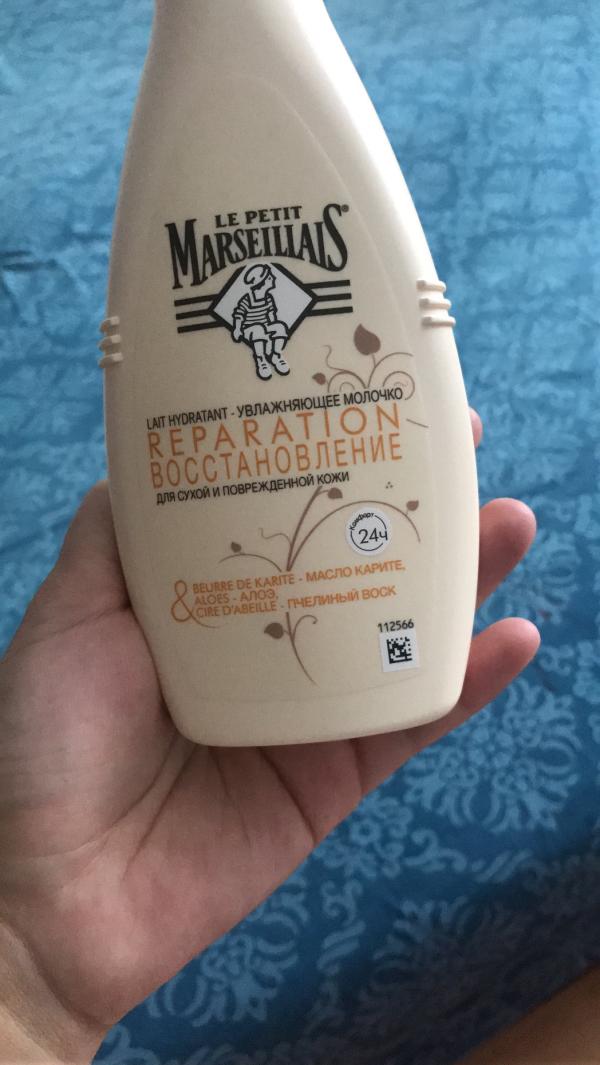 LE PETIT
MARSEILLAIS®
LAIT HYDRATANT - УВЛАЖНЯЮЩЕЕ МОЛОЧКО
REPARATION
ВОССТАНОВЛЕНИЕ
ДЛЯ СУХОЙ И ПОВРЕЖДЕННОЙ КОЖИ
Комфорт
24ч
& BEURRE DE KARITE - МАСЛО КАРИТЕ,
ALOES - АЛОЭ,
CIRE D'ABEILLE - ПЧЕЛИНЫЙ ВОСК
112566